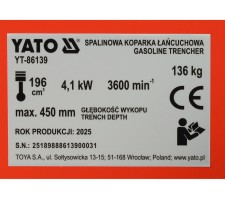 YATO SPALINOWA KOPARKA ŁAŃCUCHOWA
YT-86139 GASOLINE TRENCHER
196 cm³ 4,1 kW 3600 min⁻¹ 136 kg
max. 450 mm GŁĘBOKOŚĆ WYKOPU
TRENCH DEPTH
ROK PRODUKCJI: 2025
S.N.: 25189888613900031
TOYA S.A., ul. Sołtysowicka 13-15; 51-168 Wrocław, Poland; www.yato.pl